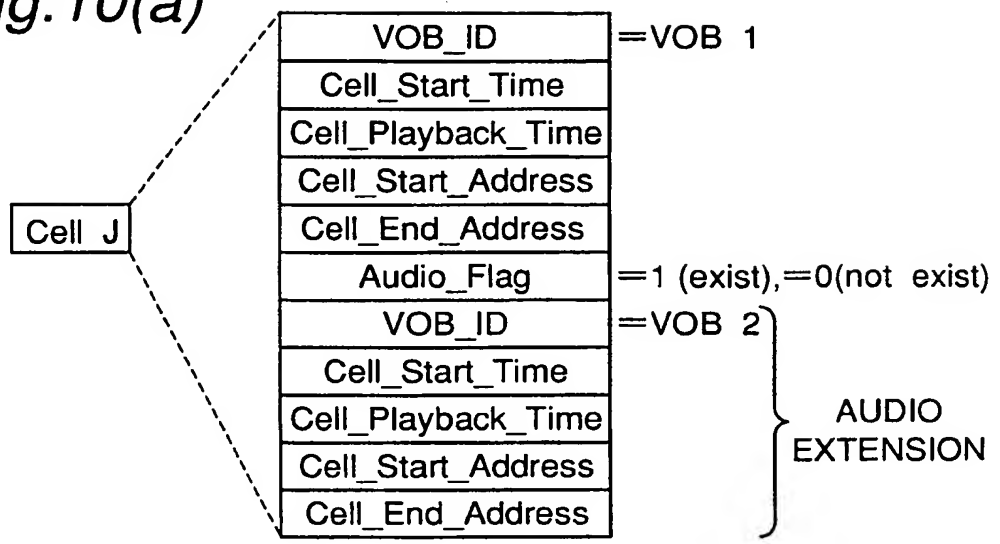 ig.10(a)
VOB_ID =VOB 1
Cell_Start_Time
Cell_Playback_Time
Cell_Start_Address
Cell J
Cell_End_Address
Audio_Flag =1 (exist),=0(not exist)
VOB_ID =VOB 2
Cell_Start_Time
Cell_Playback_Time
AUDIO
EXTENSION
Cell_Start_Address
Cell_End_Address